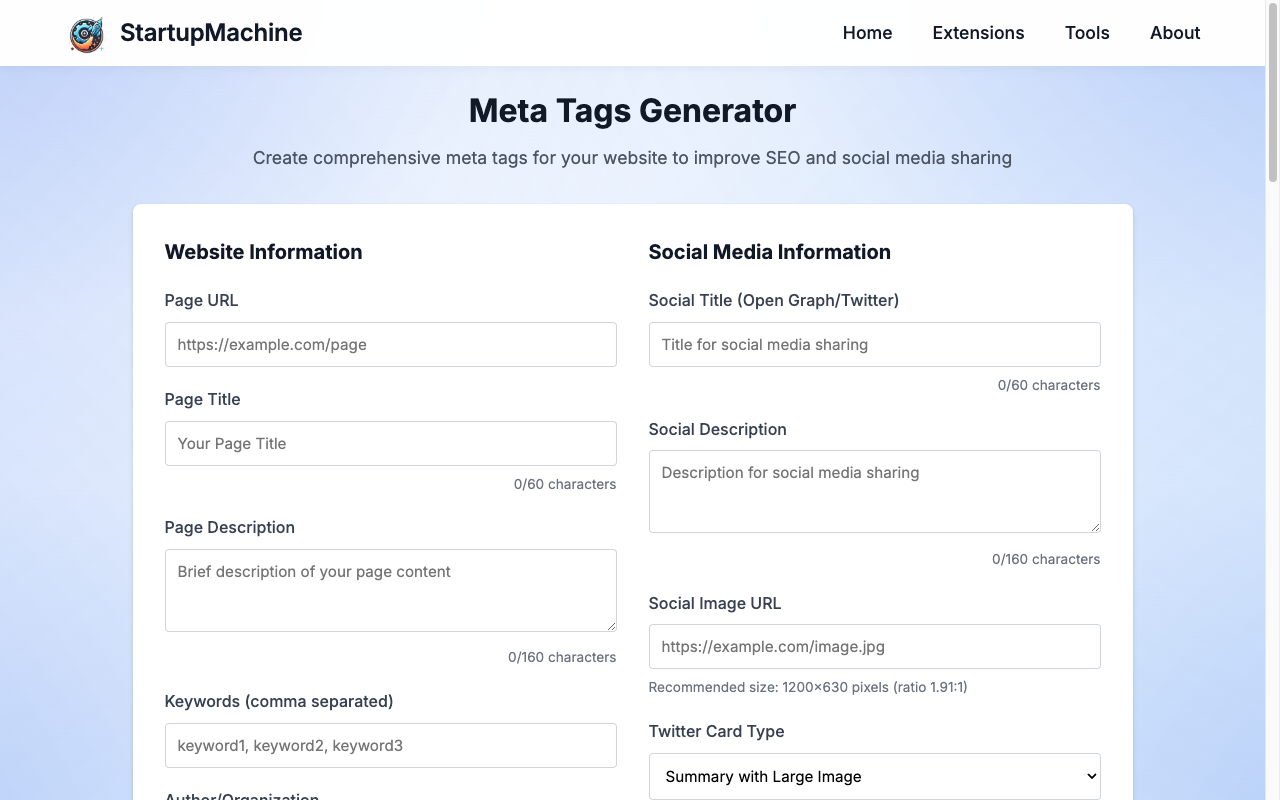 StartupMachine
Home
Extensions
Tools
About
Meta Tags Generator
Create comprehensive meta tags for your website to improve SEO and social media sharing
Website Information
Page URL
https://example.com/page
Page Title
Your Page Title
0/60 characters
Page Description
Brief description of your page content
0/160 characters
Keywords (comma separated)
keyword1, keyword2, keyword3
Author/Organization
Social Media Information
Social Title (Open Graph/Twitter)
Title for social media sharing
0/60 characters
Social Description
Description for social media sharing
0/160 characters
Social Image URL
https://example.com/image.jpg
Recommended size: 1200×630 pixels (ratio 1.91:1)
Twitter Card Type
Summary with Large Image